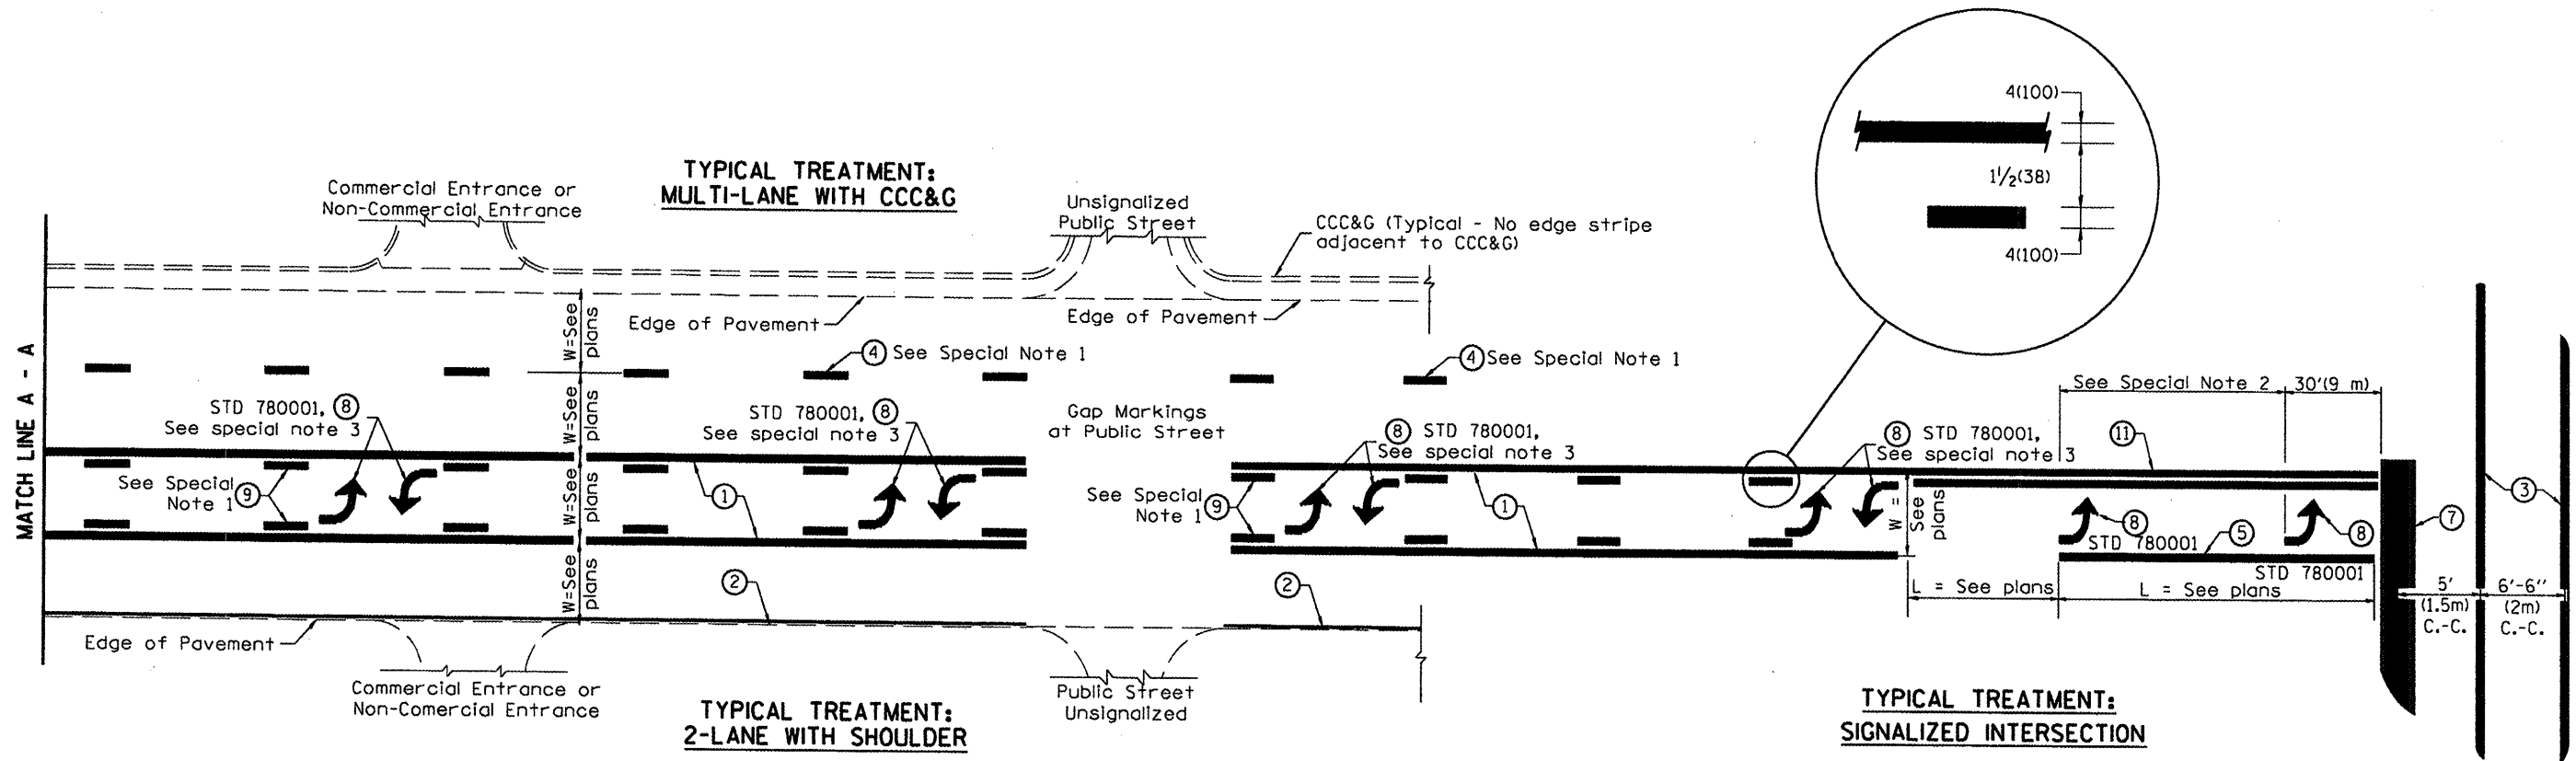 TYPICAL TREATMENT:
MULTI-LANE WITH CCC&G
Commercial Entrance or
Non-Commercial Entrance
Unsignalized
Public Street
CCC&G (Typical - No edge stripe
adjacent to CCC&G)
4(100)
1 1/2(38)
4(100)
Edge of Pavement
Edge of Pavement
MATCH LINE A - A
W=See
plans
W=See
plans
W=See
plans
W=See
plans
4 See Special Note 1
4 See Special Note 1
See Special Note 2
30'(9 m)
STD 780001, 8
See special note 3
STD 780001, 8
See special note 3
Gap Markings
at Public Street
8 STD 780001,
See special note 3
8 STD 780001,
See special note 3
11
See Special
Note 1 9
1
See Special
Note 1 9
1
W =
See
plans
3
7
8
8
STD 780001
5
STD 780001
2
2
L = See plans
L = See plans
5'
(1.5m)
C.-C.
6'-6"
(2m)
C.-C.
Edge of Pavement
Commercial Entrance or
Non-Comercial Entrance
Public Street
Unsignalized
TYPICAL TREATMENT:
2-LANE WITH SHOULDER
TYPICAL TREATMENT:
SIGNALIZED INTERSECTION